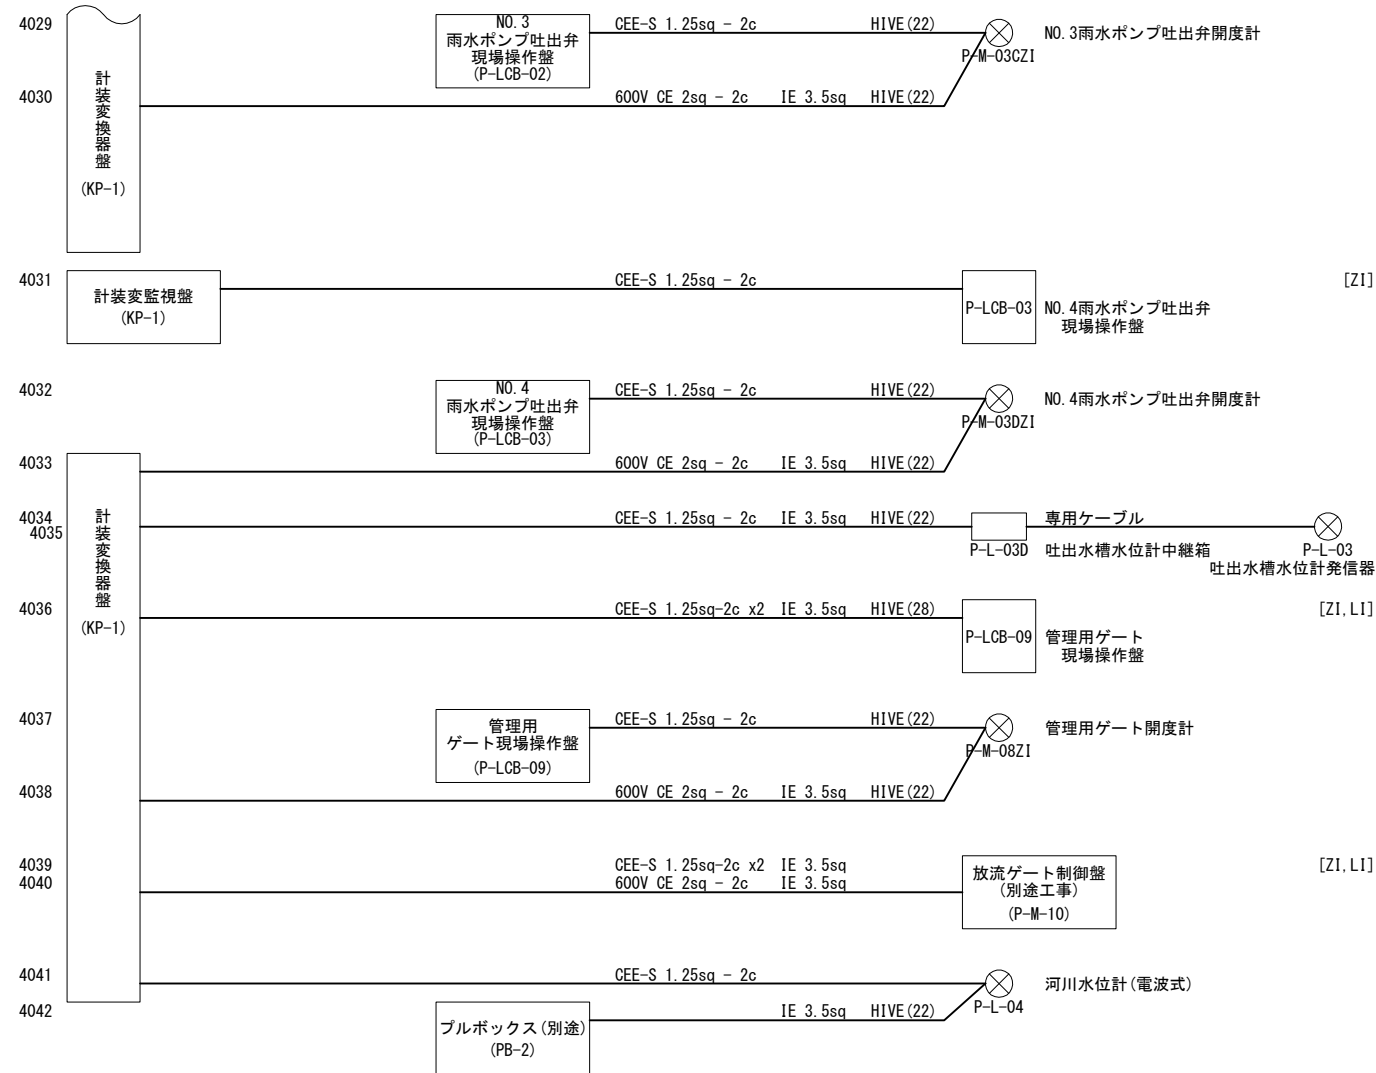 4029
NO.3
雨水ポンプ吐出弁
現場操作盤
(P-LCB-02)
CEE-S 1.25sq - 2c
HIVE(22)
P-M-03CZI
NO.3雨水ポンプ吐出弁開度計
4030
計装変換器盤
(KP-1)
600V CE 2sq - 2c IE 3.5sq HIVE(22)
4031
計装変監視盤
(KP-1)
CEE-S 1.25sq - 2c
P-LCB-03
NO.4雨水ポンプ吐出弁
現場操作盤
[ZI]
4032
NO.4
雨水ポンプ吐出弁
現場操作盤
(P-LCB-03)
CEE-S 1.25sq - 2c
HIVE(22)
P-M-03DZI
NO.4雨水ポンプ吐出弁開度計
4033
600V CE 2sq - 2c IE 3.5sq HIVE(22)
計装変換器盤
(KP-1)
4034
4035
CEE-S 1.25sq - 2c IE 3.5sq HIVE(22)
専用ケーブル
P-L-03D 吐出水槽水位計中継箱
P-L-03
吐出水槽水位計発信器
4036
CEE-S 1.25sq-2c x2 IE 3.5sq HIVE(28)
P-LCB-09
管理用ゲート
現場操作盤
[ZI,LI]
4037
管理用
ゲート現場操作盤
(P-LCB-09)
CEE-S 1.25sq - 2c
HIVE(22)
P-M-08ZI
管理用ゲート開度計
4038
600V CE 2sq - 2c IE 3.5sq HIVE(22)
4039
CEE-S 1.25sq-2c x2 IE 3.5sq
4040
600V CE 2sq - 2c IE 3.5sq
放流ゲート制御盤
(別途工事)
(P-M-10)
[ZI,LI]
4041
CEE-S 1.25sq - 2c
P-L-04
河川水位計(電波式)
4042
プルボックス(別途)
(PB-2)
IE 3.5sq HIVE(22)